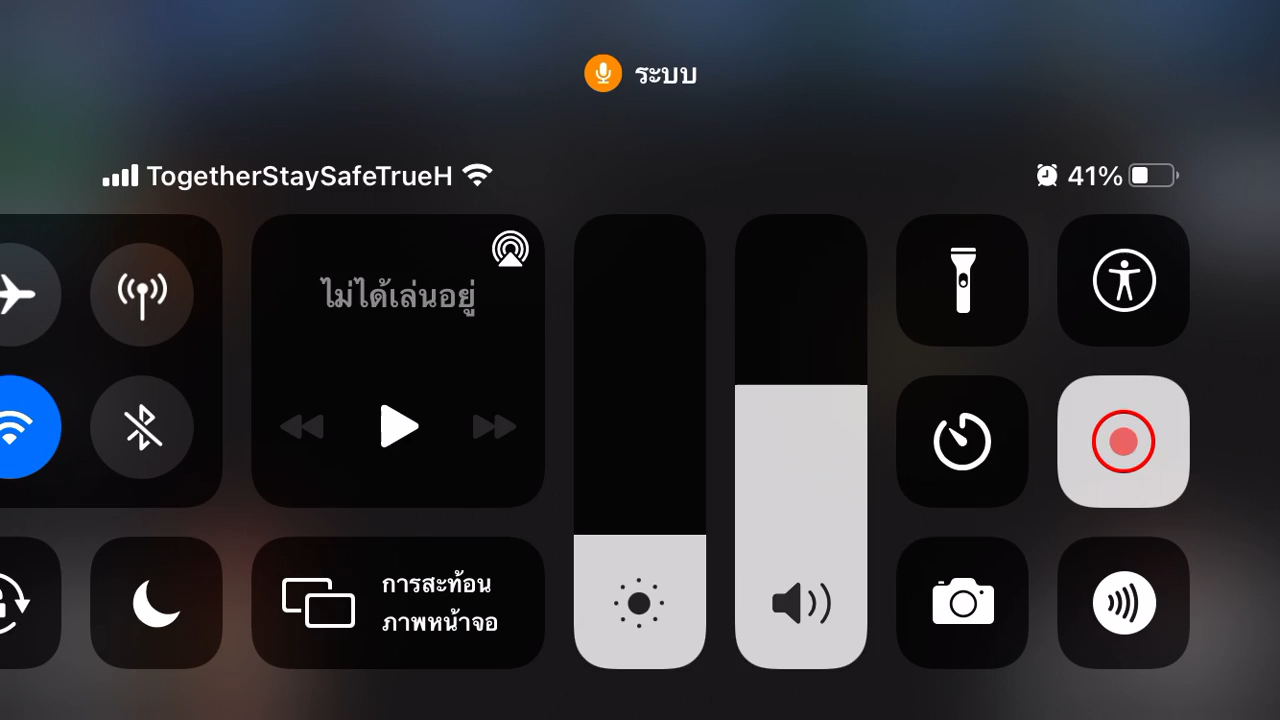 ระบบ
TogetherStaySafeTrueH
41%
ไม่ได้เล่นอยู่
การสะท้อน
ภาพหน้าจอ